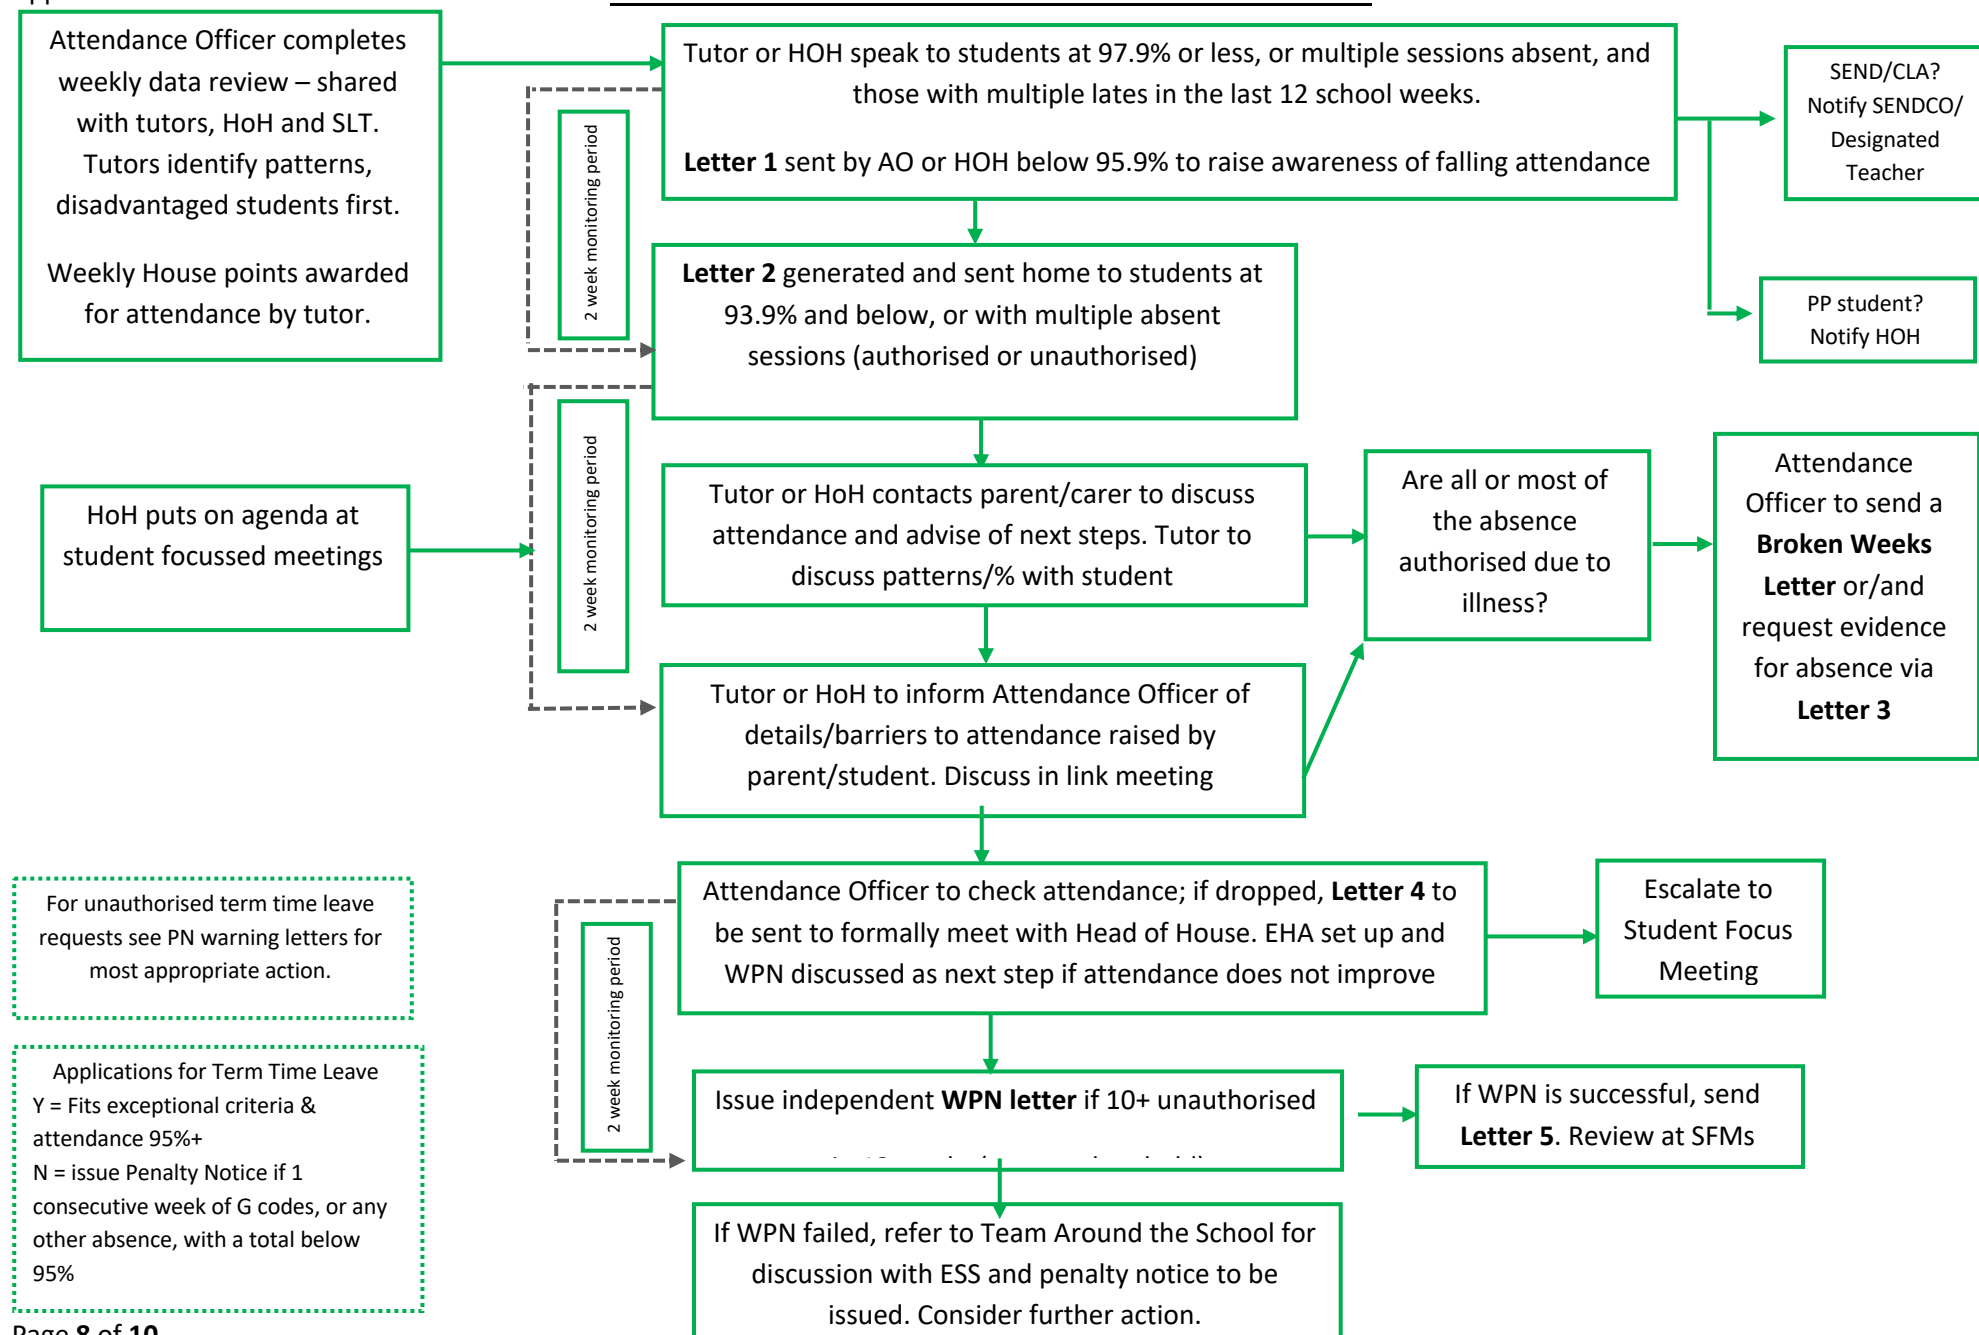 Attendance Officer completes
weekly data review – shared
with tutors, HoH and SLT.
Tutors identify patterns,
disadvantaged students first.
Weekly House points awarded
for attendance by tutor.
Tutor or HOH speak to students at 97.9% or less, or multiple sessions absent, and
those with multiple lates in the last 12 school weeks.
Letter 1 sent by AO or HOH below 95.9% to raise awareness of falling attendance
SEND/CLA?
Notify SENDCO/
Designated
Teacher
PP student?
Notify HOH
2 week monitoring period
Letter 2 generated and sent home to students at
93.9% and below, or with multiple absent
sessions (authorised or unauthorised)
HoH puts on agenda at
student focussed meetings
2 week monitoring period
Tutor or HoH contacts parent/carer to discuss
attendance and advise of next steps. Tutor to
discuss patterns/% with student
Are all or most of
the absence
authorised due to
illness?
Attendance
Officer to send a
Broken Weeks
Letter or/and
request evidence
for absence via
Letter 3
Tutor or HoH to inform Attendance Officer of
details/barriers to attendance raised by
parent/student. Discuss in link meeting
For unauthorised term time leave
requests see PN warning letters for
most appropriate action.
2 week monitoring period
Attendance Officer to check attendance; if dropped, Letter 4 to
be sent to formally meet with Head of House. EHA set up and
WPN discussed as next step if attendance does not improve
Escalate to
Student Focus
Meeting
Applications for Term Time Leave
Y = Fits exceptional criteria &
attendance 95%+
N = issue Penalty Notice if 1
consecutive week of G codes, or any
other absence, with a total below
95%
Issue independent WPN letter if 10+ unauthorised
If WPN is successful, send
Letter 5. Review at SFMs
If WPN failed, refer to Team Around the School for
discussion with ESS and penalty notice to be
issued. Consider further action.
Page 8 of 10